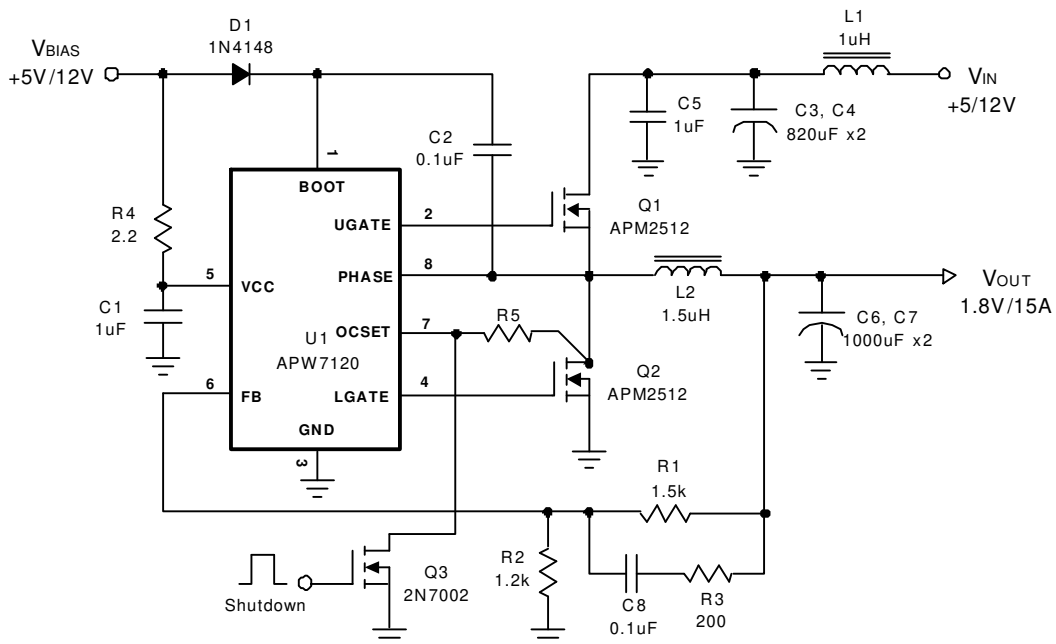 D1
1N4148
VBIAS
+5V/12V
L1
1uH
VIN
+5/12V
C5
1uF
C3, C4
820uF x2
C2
0.1uF
1
BOOT
R4
2.2
2
UGATE
Q1
APM2512
8
PHASE
5
VCC
L2
1.5uH
VOUT
1.8V/15A
C1
1uF
7
OCSET
R5
U1
APW7120
C6, C7
1000uF x2
6
FB
4
LGATE
Q2
APM2512
GND
3
R1
1.5k
Shutdown
Q3
2N7002
R2
1.2k
C8
0.1uF
R3
200